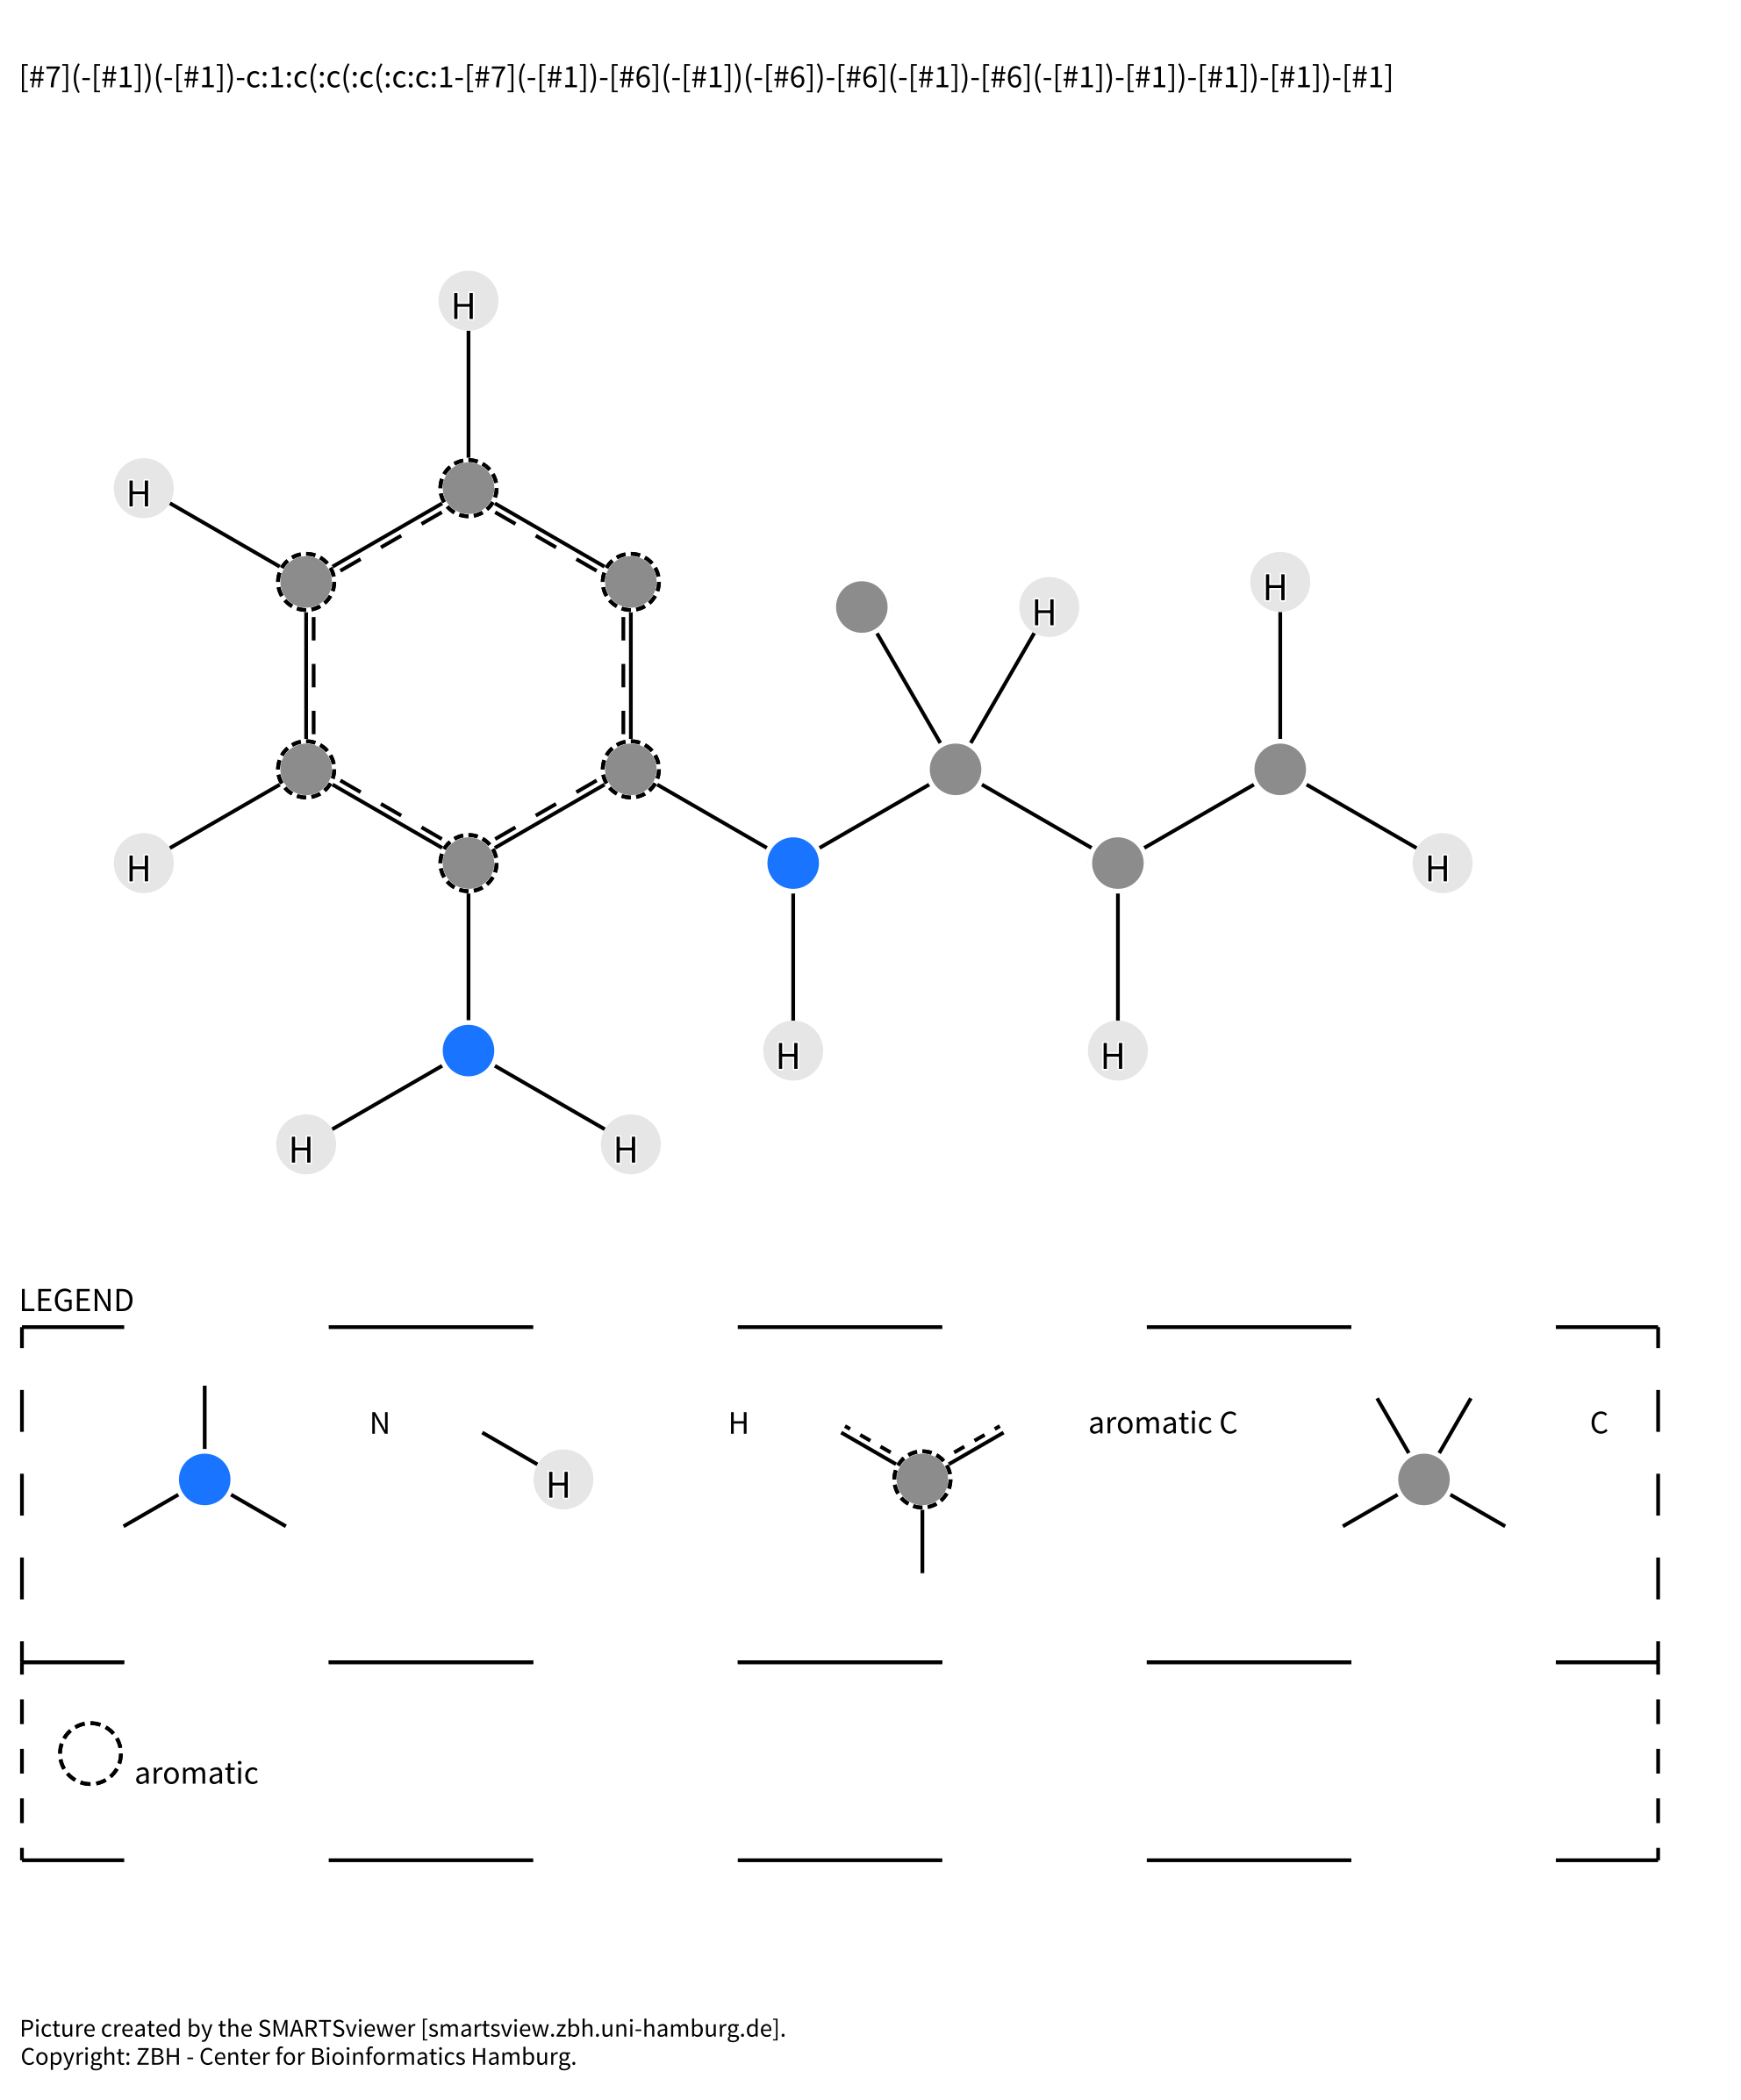 [#7](-[#1])(-[#1])-c:1:c(:c(:c(:c:c:1-[#7](-[#1])-[#6](-[#1])(-[#6])-[#6](-[#1])-[#6](-[#1])-[#1])-[#1])-[#1])-[#1]
H
H
H H
H
H H
H H
H H
LEGEND
N H aromatic C C
H
aromatic
Picture created by the SMARTSviewer [smartsview.zbh.uni-hamburg.de].
Copyright: ZBH - Center for Bioinformatics Hamburg.